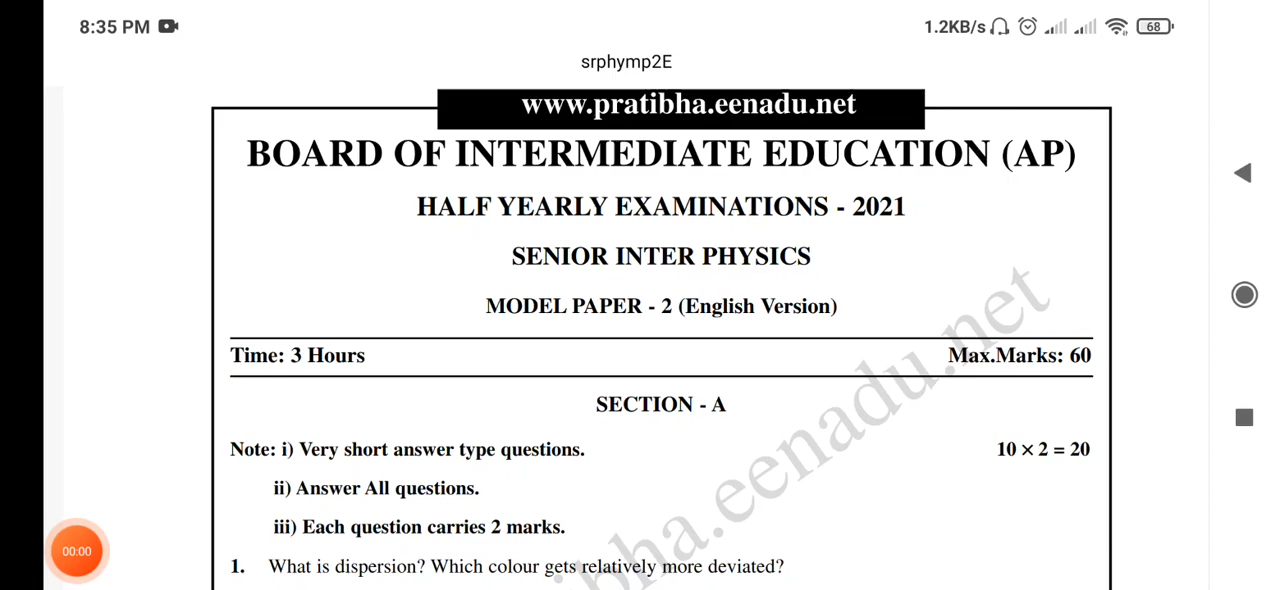 8:35 PM 1.2KB/s 68
srphymp2E
www.pratibha.eenadu.net
BOARD OF INTERMEDIATE EDUCATION (AP)
HALF YEARLY EXAMINATIONS - 2021
SENIOR INTER PHYSICS
MODEL PAPER - 2 (English Version)
Time: 3 Hours Max.Marks: 60
SECTION - A
Note: i) Very short answer type questions. 10 × 2 = 20
ii) Answer All questions.
iii) Each question carries 2 marks.
00:00
1. What is dispersion? Which colour gets relatively more deviated?
ibha.eenadu.net